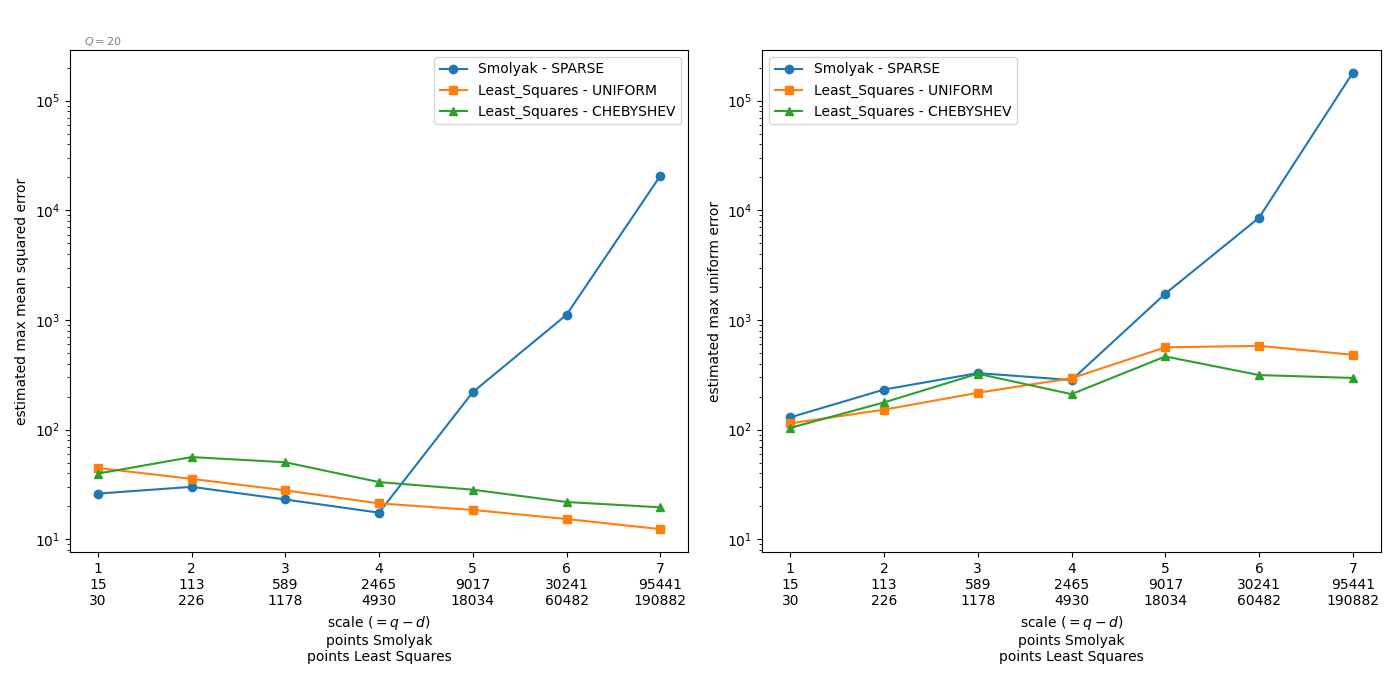 Q = 20
estimated max mean squared error
10^5
10^4
10^3
10^2
10^1
Smolyak - SPARSE
Least_Squares - UNIFORM
Least_Squares - CHEBYSHEV
1 2 3 4 5 6 7
15 113 589 2465 9017 30241 95441
30 226 1178 4930 18034 60482 190882
scale (= q − d)
points Smolyak
points Least Squares
estimated max uniform error
10^5
10^4
10^3
10^2
10^1
Smolyak - SPARSE
Least_Squares - UNIFORM
Least_Squares - CHEBYSHEV
1 2 3 4 5 6 7
15 113 589 2465 9017 30241 95441
30 226 1178 4930 18034 60482 190882
scale (= q − d)
points Smolyak
points Least Squares